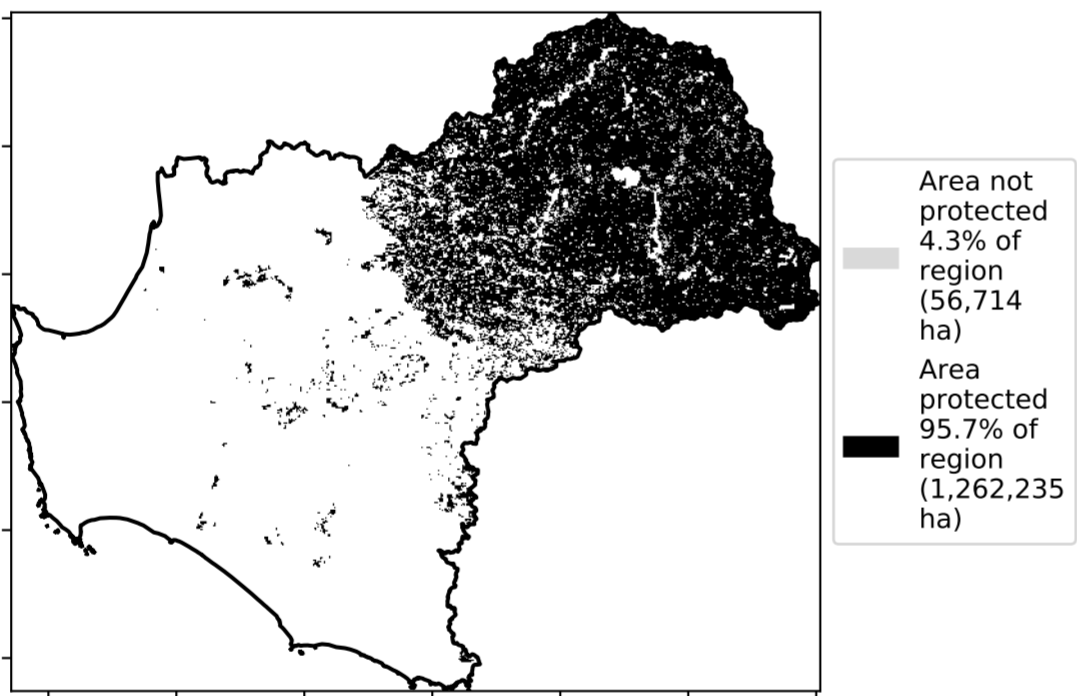 Area not
protected
4.3% of
region
(56,714
ha)
Area
protected
95.7% of
region
(1,262,235
ha)